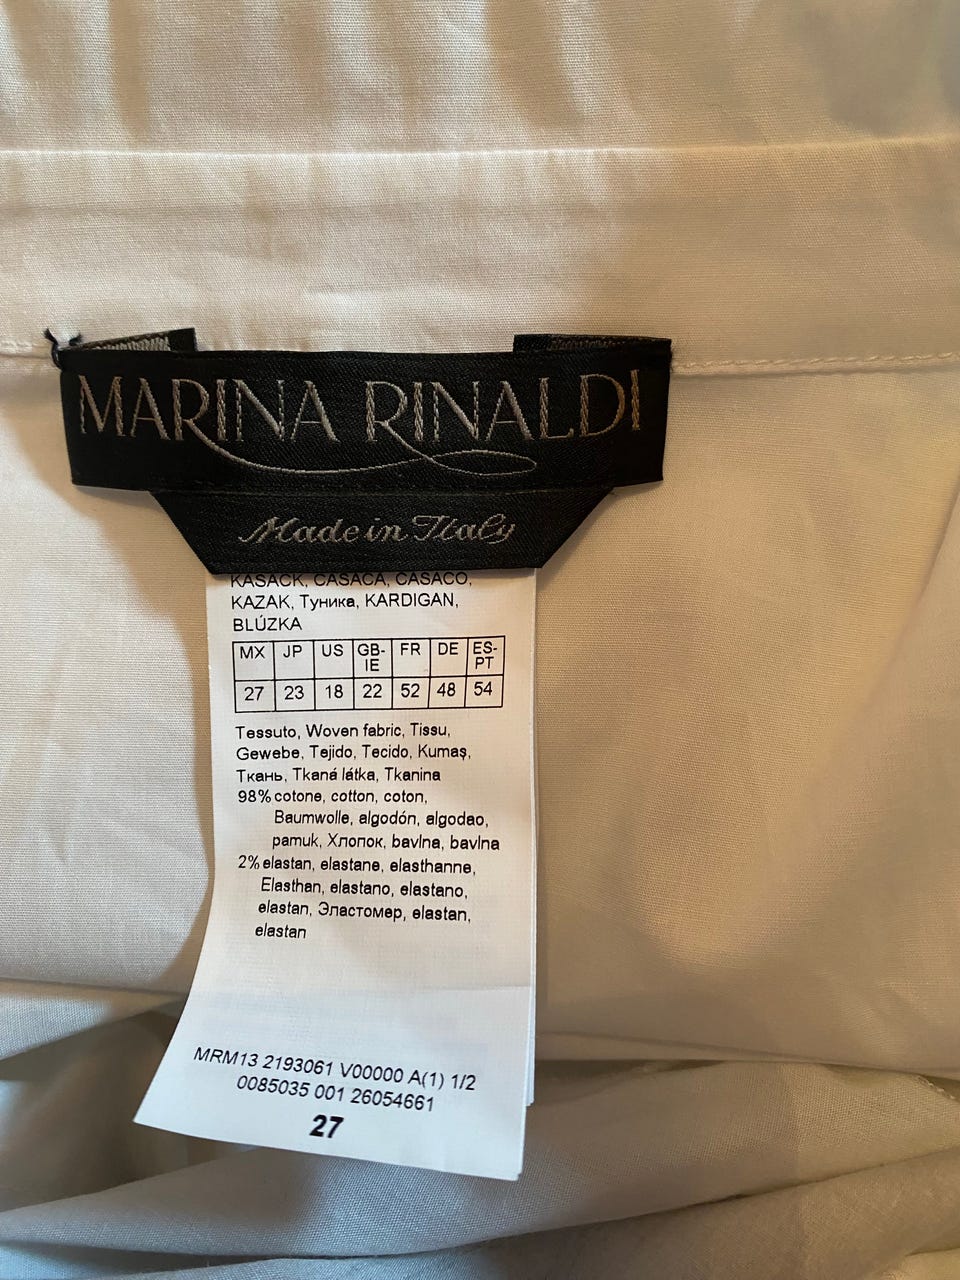 MARINA RINALDI
Made in Italy
KASACK, CASACA, CASACO,
KAZAK, Туника, KARDIGAN,
BLÚZKA
MX JP US GB-IE FR DE ES-PT
27 23 18 22 52 48 54
Tessuto, Woven fabric, Tissu,
Gewebe, Tejido, Tecido, Kumaş,
Ткань, Tkaná látka, Tkanina
98% cotone, cotton, coton,
Baumwolle, algodón, algodao,
pamuk, Хлопок, bavlna, bavlna
2% elastan, elastane, elasthanne,
Elasthan, elastano, elastano,
elastan, Эластомер, elastan,
elastan
MRM13 2193061 V00000 A(1) 1/2
0085035 001 26054661
27